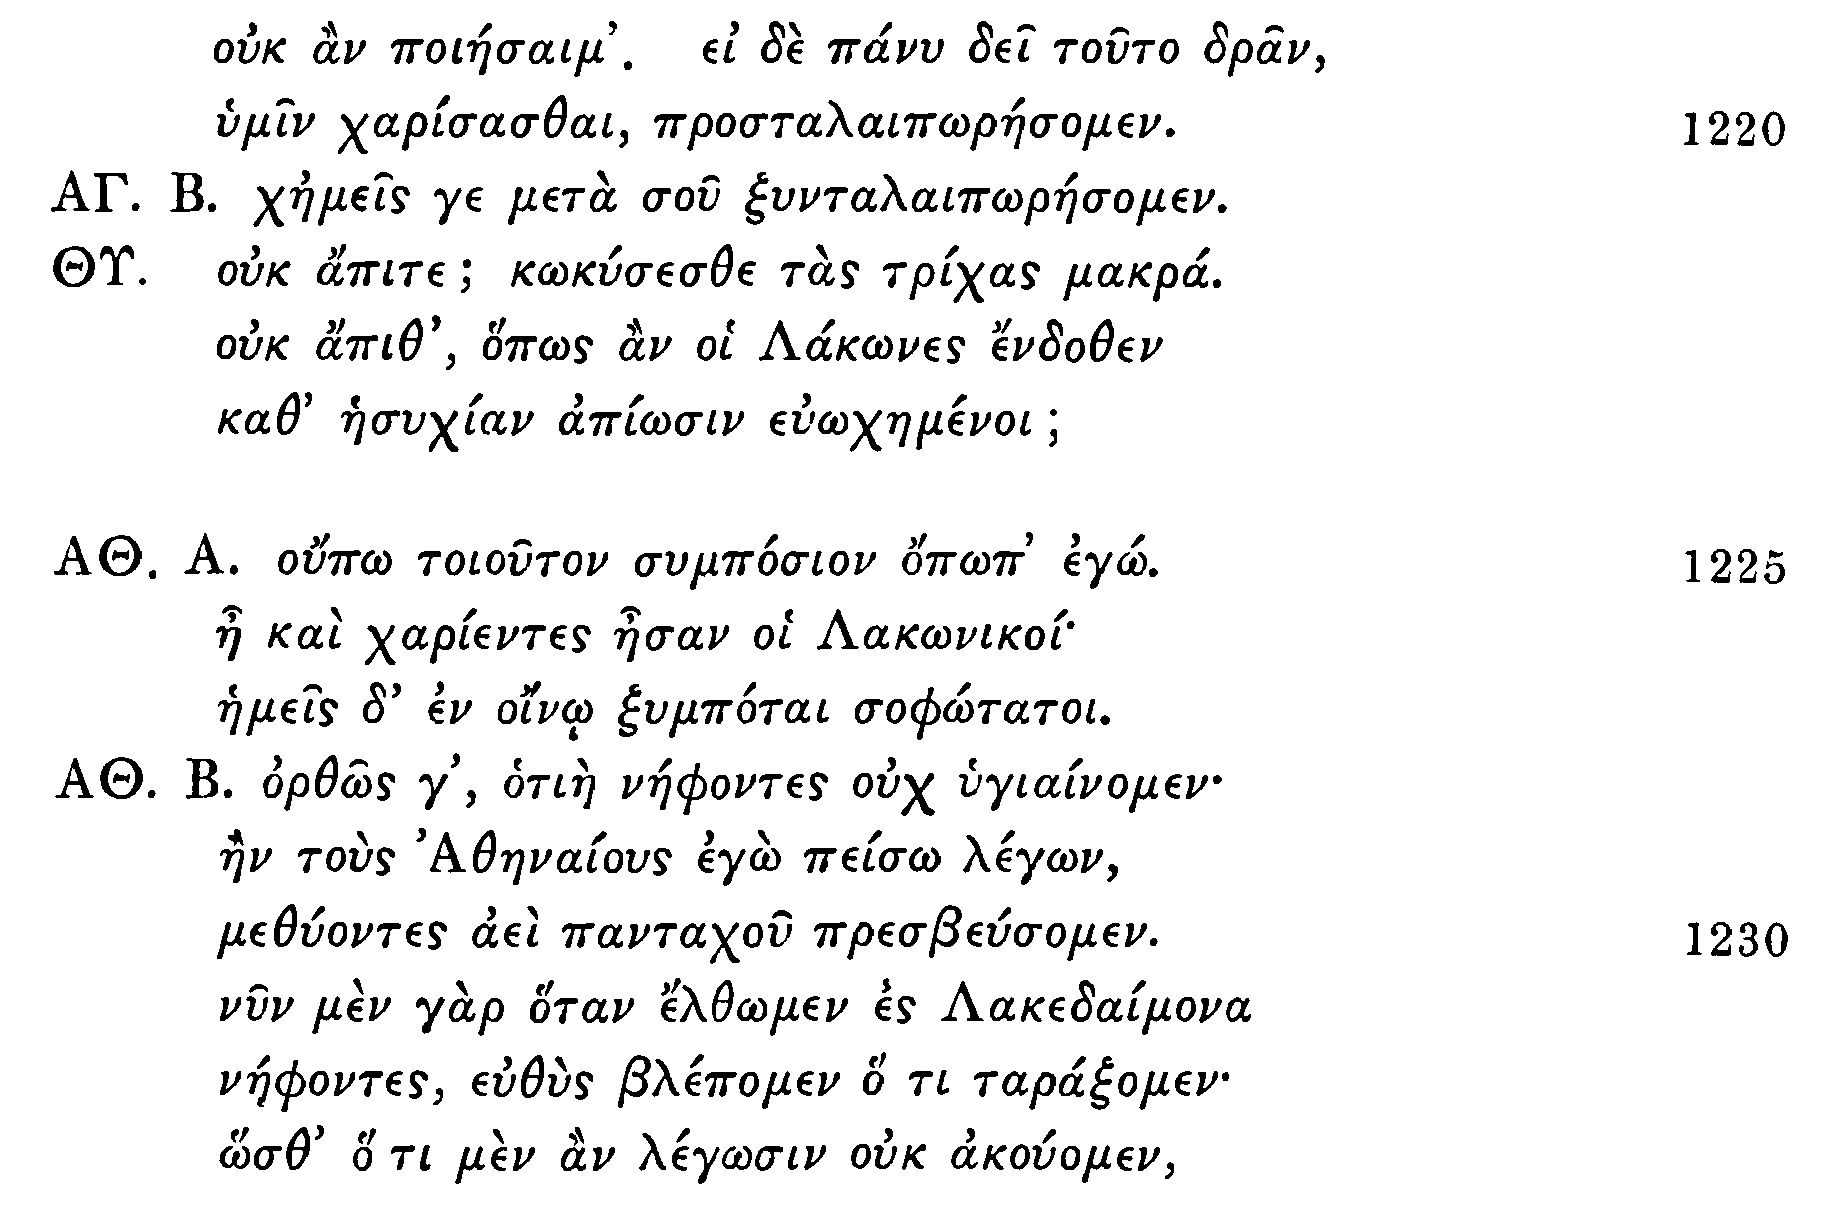 οὐκ ἂν ποιήσαιμ’. εἰ δὲ πάνυ δεῖ τοῦτο δρᾶν,
ὑμῖν χαρίσασθαι, προσταλαιπωρήσομεν. 1220
ΑΓ. Β. χἠμεῖς γε μετὰ σοῦ ξυνταλαιπωρήσομεν.
ΘΥ. οὐκ ἄπιτε; κωκύσεσθε τὰς τρίχας μακρά.
οὐκ ἄπιθ’, ὅπως ἂν οἱ Λάκωνες ἔνδοθεν
καθ’ ἡσυχίαν ἀπίωσιν εὐωχημένοι;
ΑΘ. Α. οὔπω τοιοῦτον συμπόσιον ὄπωπ’ ἐγώ. 1225
ἦ καὶ χαρίεντες ἦσαν οἱ Λακωνικοί·
ἡμεῖς δ’ ἐν οἴνῳ ξυμπόται σοφώτατοι.
ΑΘ. Β. ὀρθῶς γ’, ὁτιὴ νήφοντες οὐχ ὑγιαίνομεν·
ἢν τοὺς Ἀθηναίους ἐγὼ πείσω λέγων,
μεθύοντες ἀεὶ πανταχοῦ πρεσβεύσομεν. 1230
νῦν μὲν γὰρ ὅταν ἔλθωμεν ἐς Λακεδαίμονα
νήφοντες, εὐθὺς βλέπομεν ὅ τι ταράξομεν·
ὥσθ’ ὅ τι μὲν ἂν λέγωσιν οὐκ ἀκούομεν,